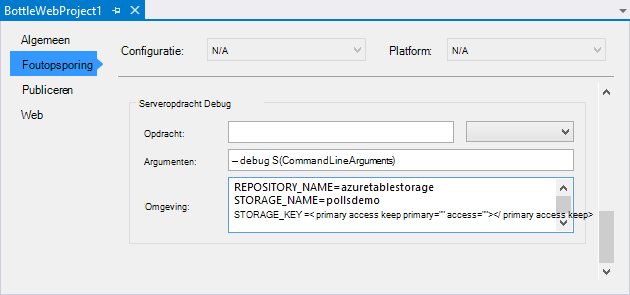 BottleWebProject1
Algemeen
Foutopsporing
Publiceren
Web
Configuratie: N/A Platform: N/A
Serveropdracht Debug
Opdracht:
Argumenten: -- debug S(CommandLineArguments)
Omgeving: REPOSITORY_NAME=azuretablestorage
STORAGE_NAME=pollsdemo
STORAGE_KEY =< primary access keep primary="" access=""></ primary access keep>